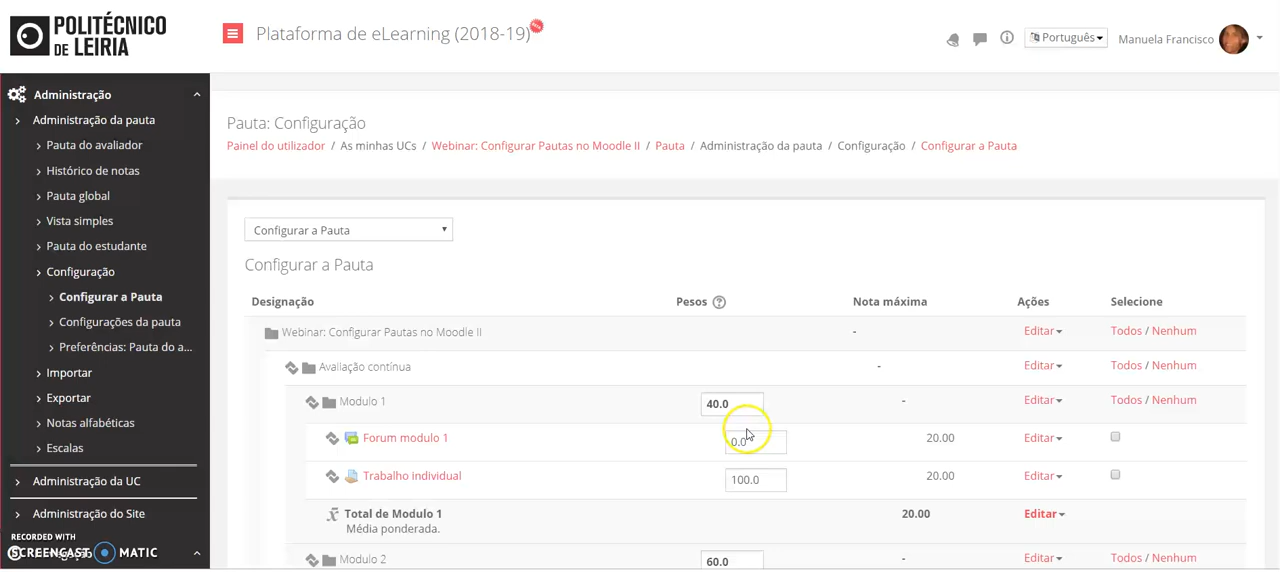 POLITÉCNICO
DE LEIRIA
Plataforma de eLearning (2018-19)
Português
Manuela Francisco
Administração
Administração da pauta
Pauta do avaliador
Histórico de notas
Pauta global
Vista simples
Pauta do estudante
Configuração
Configurar a Pauta
Configurações da pauta
Preferências: Pauta do a...
Importar
Exportar
Notas alfabéticas
Escalas
Administração da UC
Administração do Site
RECORDED WITH
SCREENCAST MATIC
Pauta: Configuração
Painel do utilizador / As minhas UCs / Webinar: Configurar Pautas no Moodle II / Pauta / Administração da pauta / Configuração / Configurar a Pauta
Configurar a Pauta
Configurar a Pauta
Designação Pesos Nota máxima Ações Selecione
Webinar: Configurar Pautas no Moodle II - Editar Todos / Nenhum
Avaliação contínua - Editar Todos / Nenhum
Modulo 1 40.0 - Editar Todos / Nenhum
Forum modulo 1 0.0 20.00 Editar
Trabalho individual 100.0 20.00 Editar
Total de Modulo 1 20.00 Editar
Média ponderada.
Modulo 2 60.0 - Editar Todos / Nenhum